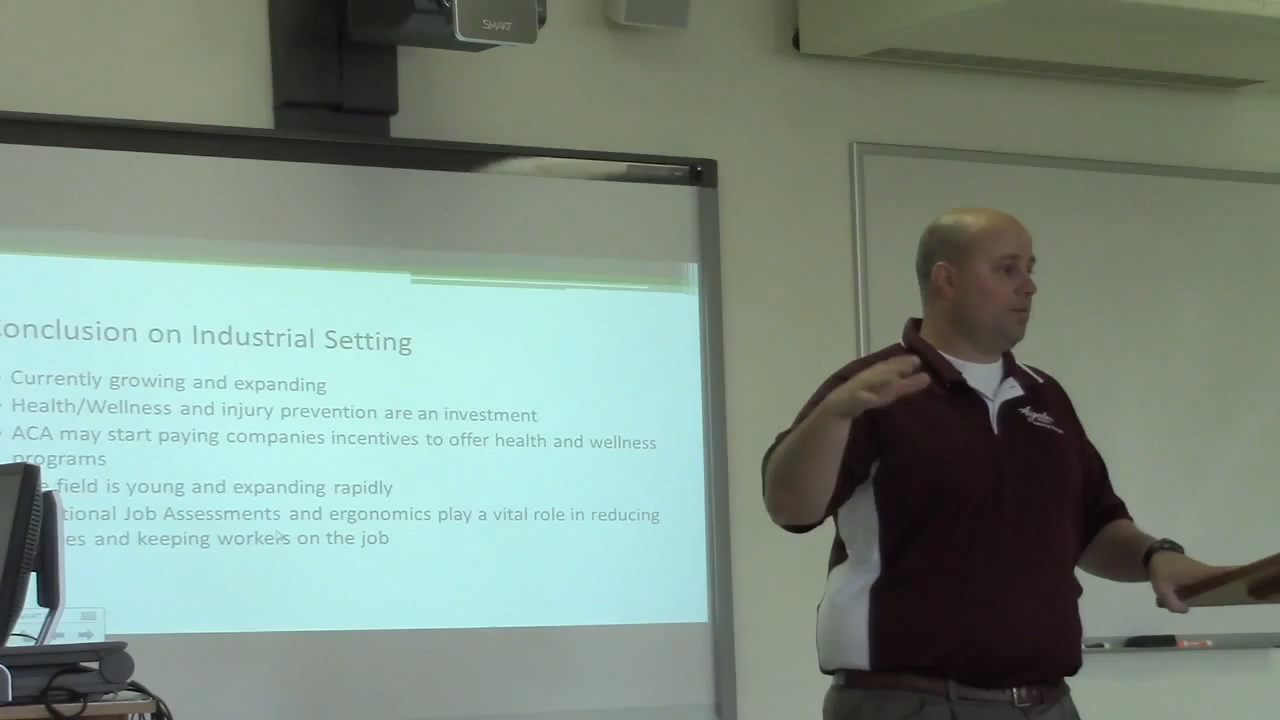 SMART
onclusion on Industrial Setting
Currently growing and expanding
Health/Wellness and injury prevention are an investment
ACA may start paying companies incentives to offer health and wellness
programs
field is young and expanding rapidly
tional Job Assessments and ergonomics play a vital role in reducing
es and keeping workers on the job